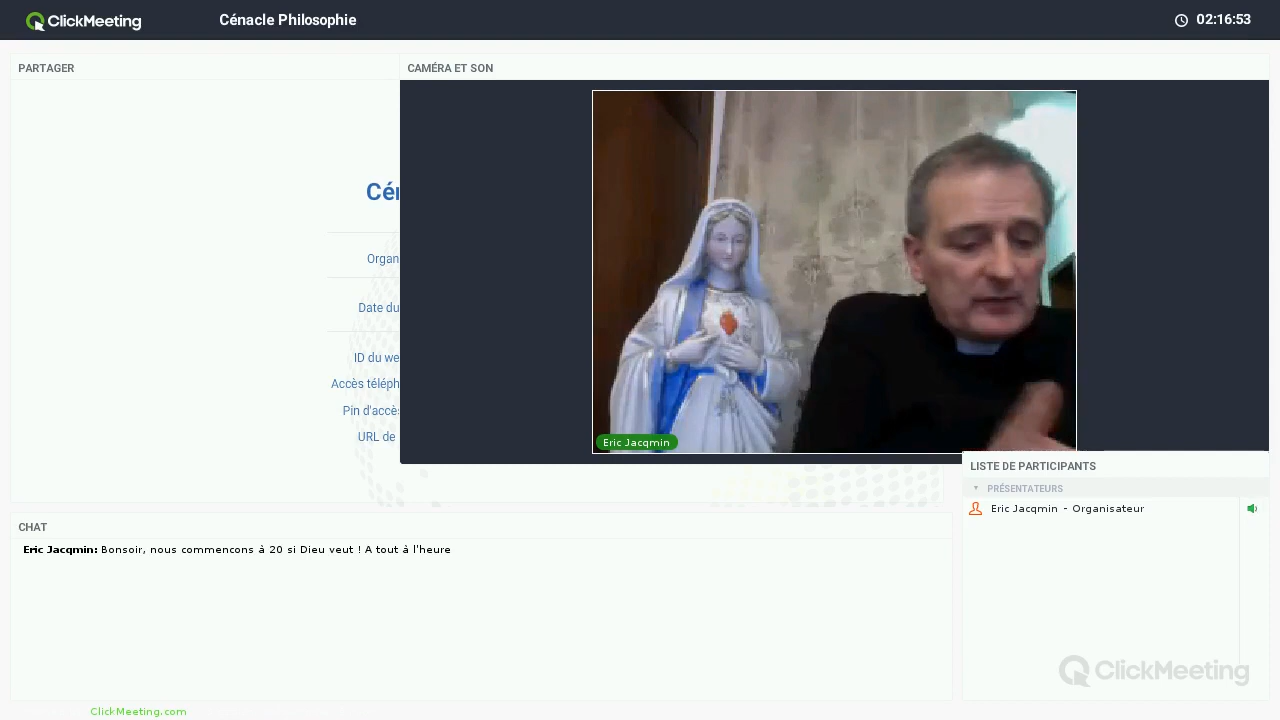 ClickMeeting
Cénacle Philosophie
02:16:53
PARTAGER
CAMÉRA ET SON
Organ
Date du
ID du we
Accès téléph
Pin d'accès
URL de
Eric Jacqmin
LISTE DE PARTICIPANTS
PRÉSENTATEURS
Eric Jacqmin - Organisateur
CHAT
Eric Jacqmin: Bonsoir, nous commencons à 20 si Dieu veut ! A tout à l'heure
ClickMeeting
ClickMeeting.com